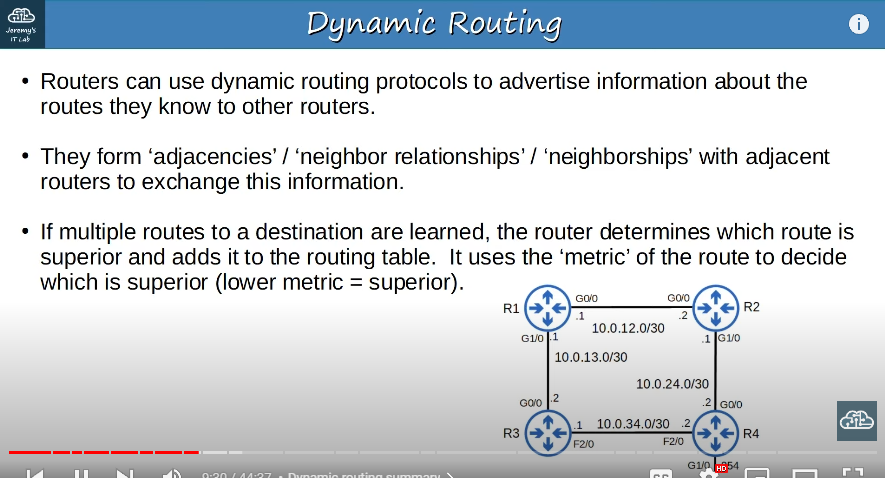 Dynamic Routing
Jeremy's
IT Lab
i
• Routers can use dynamic routing protocols to advertise information about the
routes they know to other routers.
• They form ‘adjacencies’ / ‘neighbor relationships’ / ‘neighborships’ with adjacent
routers to exchange this information.
• If multiple routes to a destination are learned, the router determines which route is
superior and adds it to the routing table.  It uses the ‘metric’ of the route to decide
which is superior (lower metric = superior).
R1
G0/0
G0/0
R2
.1
10.0.12.0/30
.2
G1/0
.1
.1
G1/0
10.0.13.0/30
10.0.24.0/30
G0/0
.2
.2
G0/0
R3
.1
10.0.34.0/30
.2
R4
F2/0
F2/0
G1/0
HD
54
9:30 / 44:37 • Dynamic routing summary
CC